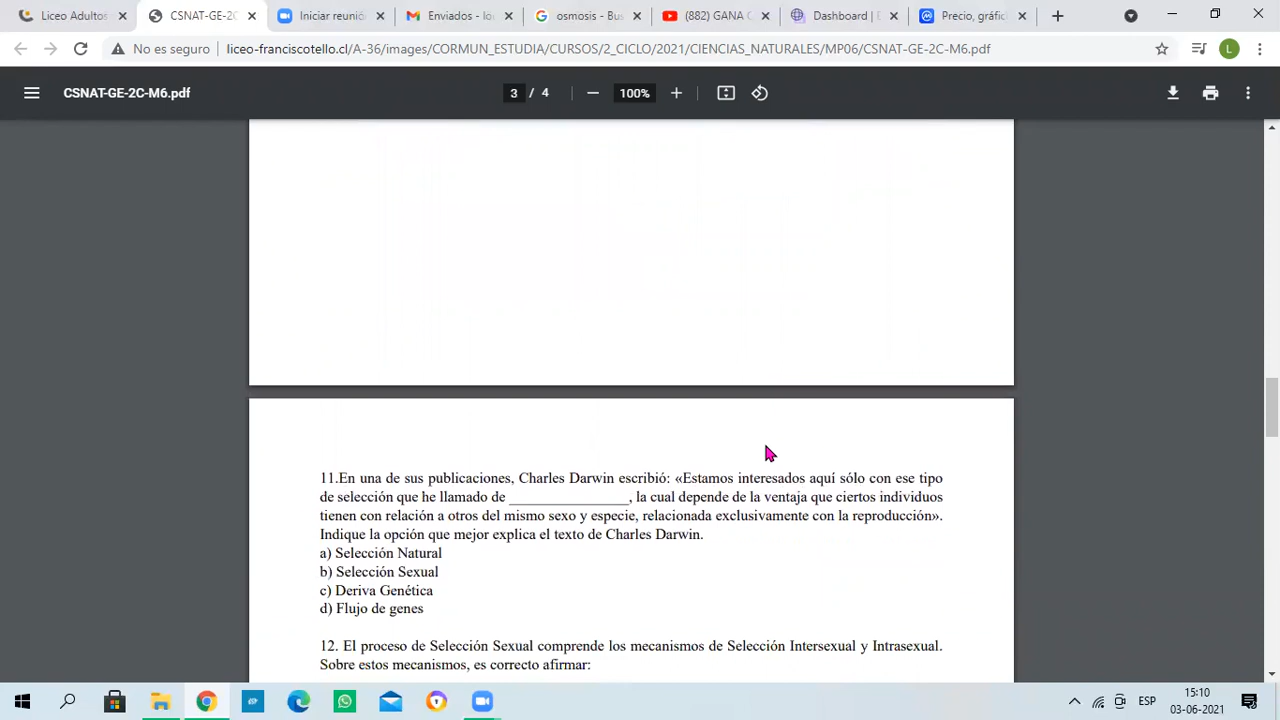 Liceo Adultos
CSNAT-GE-2C
Iniciar reunió
Enviados - lo
osmosis - Bus
(882) GANA C
Dashboard | D
Precio, gráfic
No es seguro
liceo-franciscotello.cl/A-36/images/CORMUN_ESTUDIA/CURSOS/2_CICLO/2021/CIENCIAS_NATURALES/MP06/CSNAT-GE-2C-M6.pdf
L
CSNAT-GE-2C-M6.pdf
3 / 4
100%
11.En una de sus publicaciones, Charles Darwin escribió: «Estamos interesados aquí sólo con ese tipo
de selección que he llamado de ________________, la cual depende de la ventaja que ciertos individuos
tienen con relación a otros del mismo sexo y especie, relacionada exclusivamente con la reproducción».
Indique la opción que mejor explica el texto de Charles Darwin.
a) Selección Natural
b) Selección Sexual
c) Deriva Genética
d) Flujo de genes
12. El proceso de Selección Sexual comprende los mecanismos de Selección Intersexual y Intrasexual.
Sobre estos mecanismos, es correcto afirmar:
ESP
15:10
03-06-2021